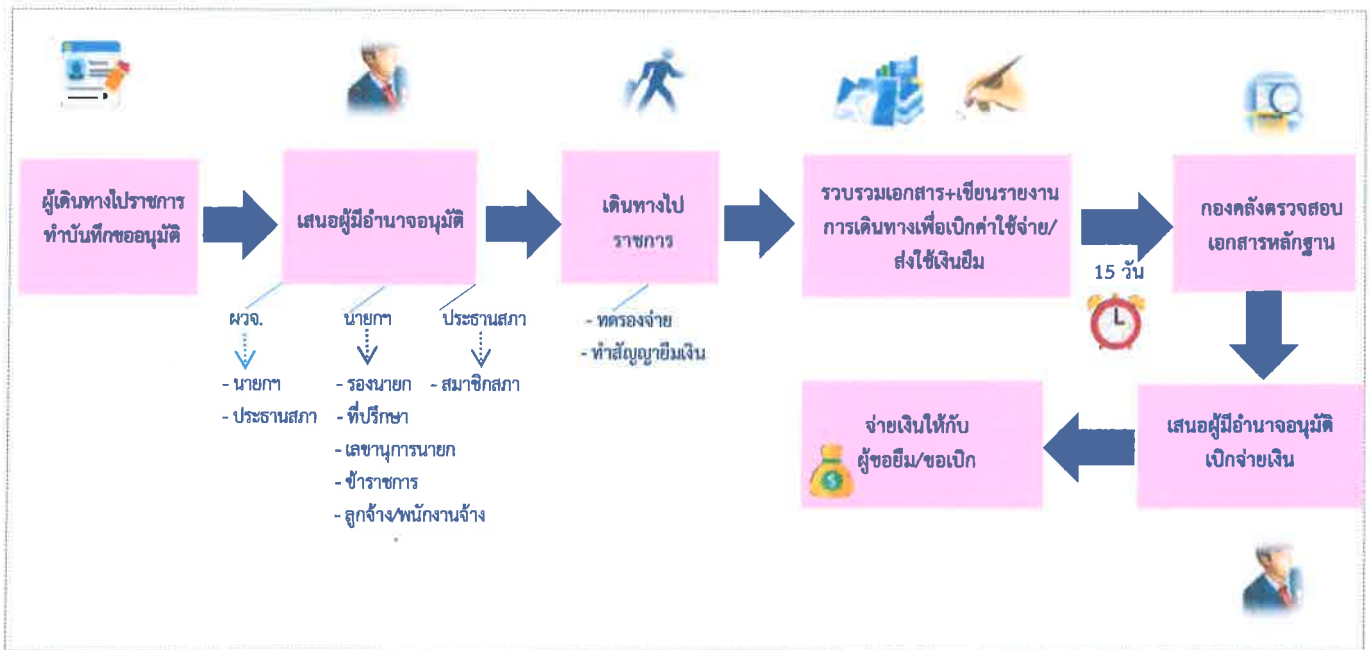 ผู้เดินทางไปราชการ
ทำบันทึกขออนุมัติ
เสนอผู้มีอำนาจอนุมัติ
เดินทางไป
ราชการ
รวบรวมเอกสาร+เขียนรายงาน
การเดินทางเพื่อเบิกค่าใช้จ่าย/
ส่งใช้เงินยืม
15 วัน
กองคลังตรวจสอบ
เอกสารหลักฐาน
ผวจ.
- นายกฯ
- ประธานสภา
นายกฯ
- รองนายก
- ที่ปรึกษา
- เลขานุการนายก
- ข้าราชการ
- ลูกจ้าง/พนักงานจ้าง
ประธานสภา
- สมาชิกสภา
- ทดรองจ่าย
- ทำสัญญายืมเงิน
เสนอผู้มีอำนาจอนุมัติ
เบิกจ่ายเงิน
จ่ายเงินให้กับ
ผู้ขอยืม/ขอเบิก